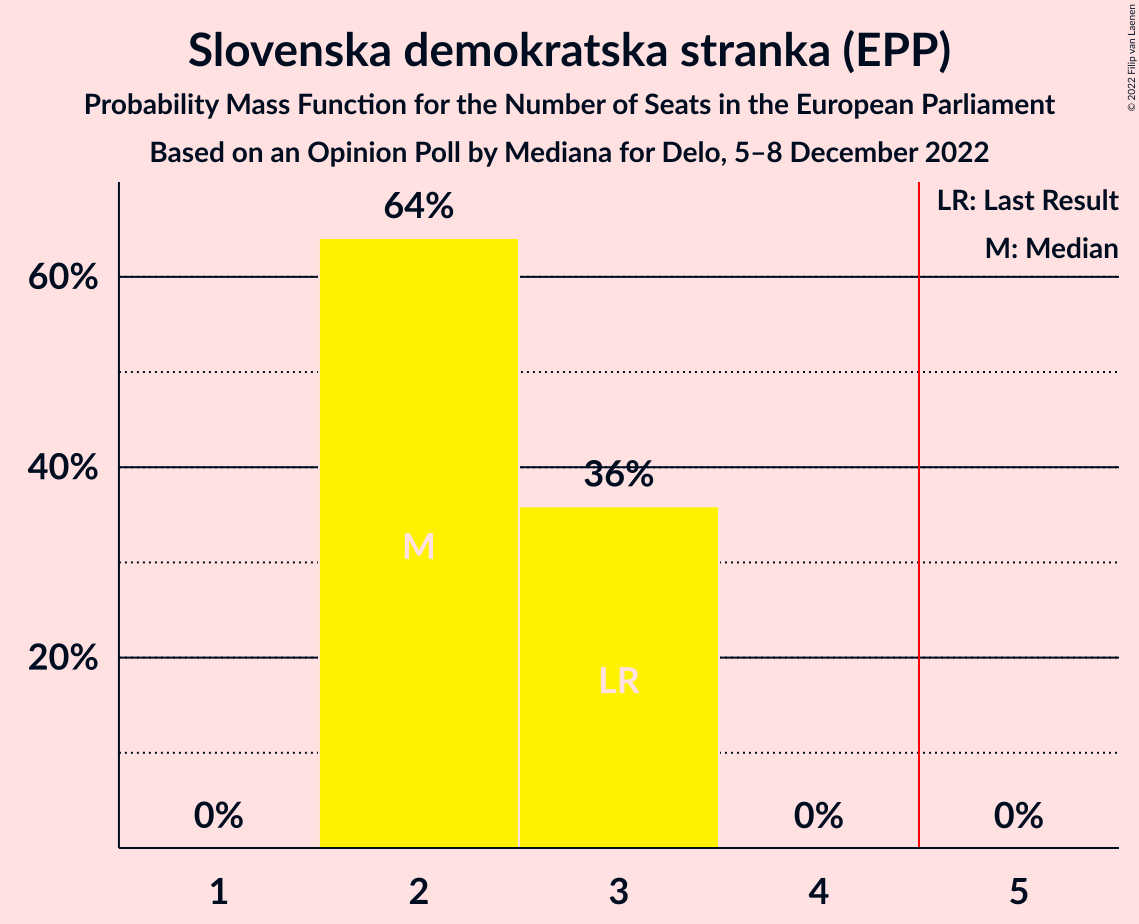 Slovenska demokratska stranka (EPP)
Probability Mass Function for the Number of Seats in the European Parliament
Based on an Opinion Poll by Mediana for Delo, 5–8 December 2022
© 2022 Filip van Laenen
LR: Last Result
M: Median
64%
60%
40%
36%
M
20%
LR
0%
0%
0%
1
2
3
4
5